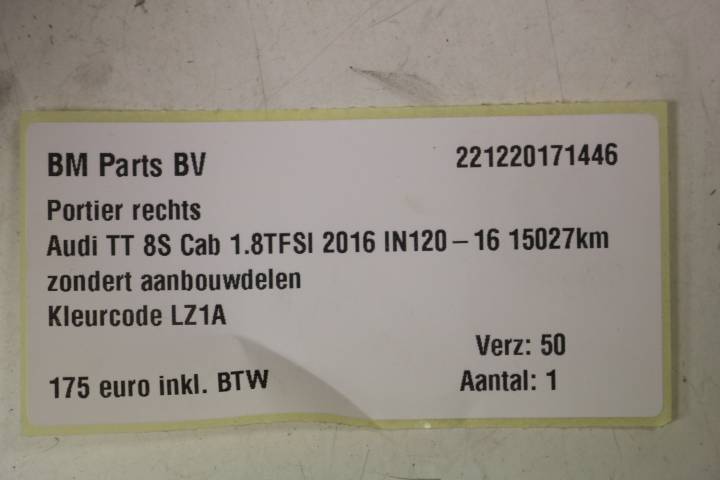 BM Parts BV 221220171446
Portier rechts
Audi TT 8S Cab 1.8TFSI 2016 IN120 – 16 15027km
zondert aanbouwdelen
Kleurcode LZ1A
Verz: 50
175 euro inkl. BTW Aantal: 1